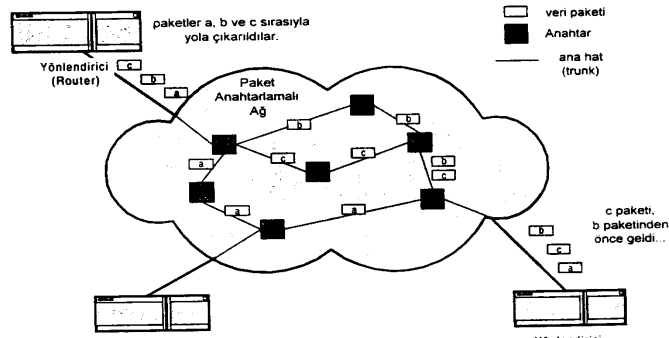 paketler a, b ve c sırasıyla
yola çıkarıldılar.
veri paketi
Anahtar
ana hat
(trunk)
Yönlendirici
(Router)
c
b
a
Paket
Anahtarlamalı
Ağ
b
b
a
c
c
b
c
a
a
c paketi,
b paketinden
önce geldi...
b
c
a